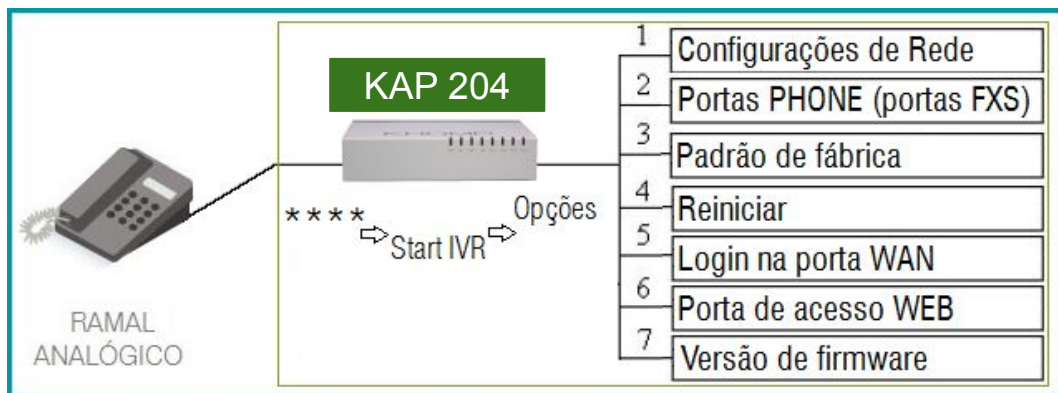 KAP 204
KHOMP
RAMAL
ANALÓGICO
****
Start IVR
Opções
1 Configurações de Rede
2 Portas PHONE (portas FXS)
3 Padrão de fábrica
4 Reiniciar
5 Login na porta WAN
6 Porta de acesso WEB
7 Versão de firmware